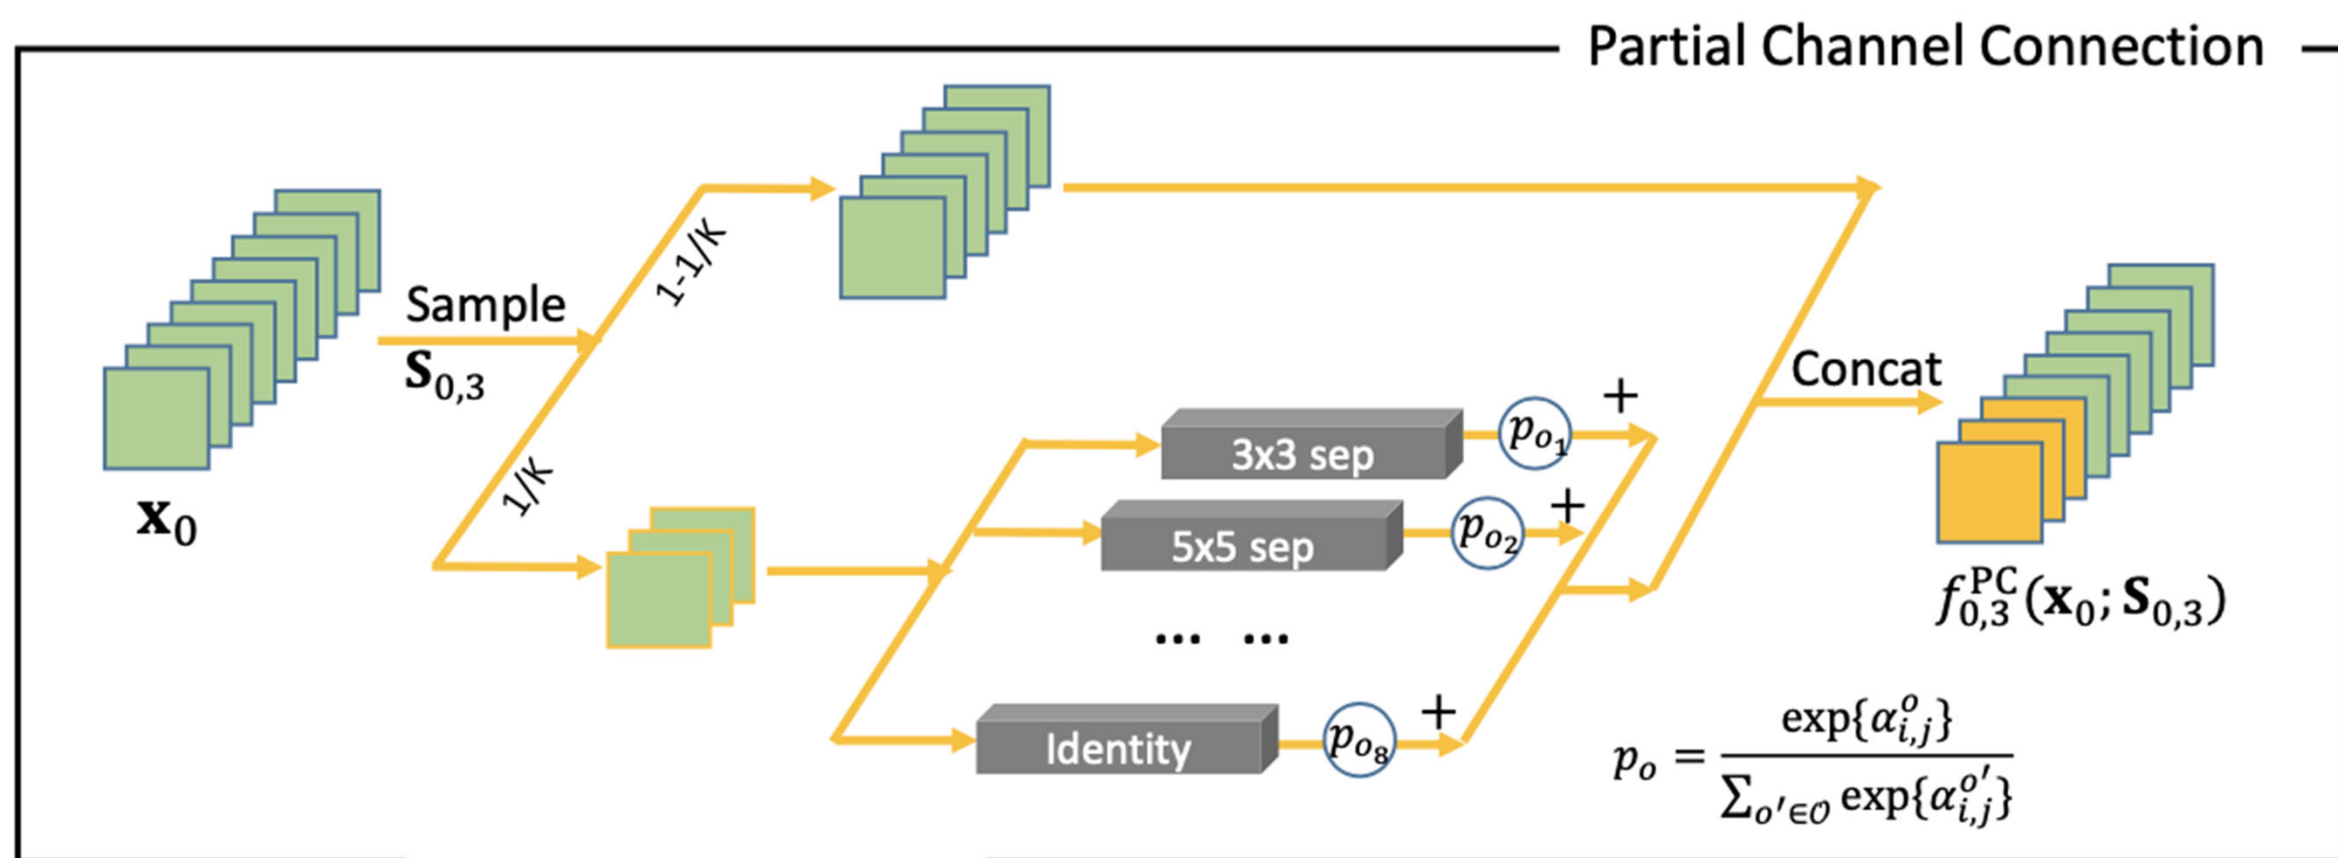 Partial Channel Connection
Sample
S0,3
x0
1-1/K
1/K
3x3 sep
po1
+
5x5 sep
po2
+
... ...
Identity
po8
+
Concat
f0,3PC(x0; S0,3)
po = exp{αi,jo} / ∑o′∈𝒪 exp{αi,jo′}